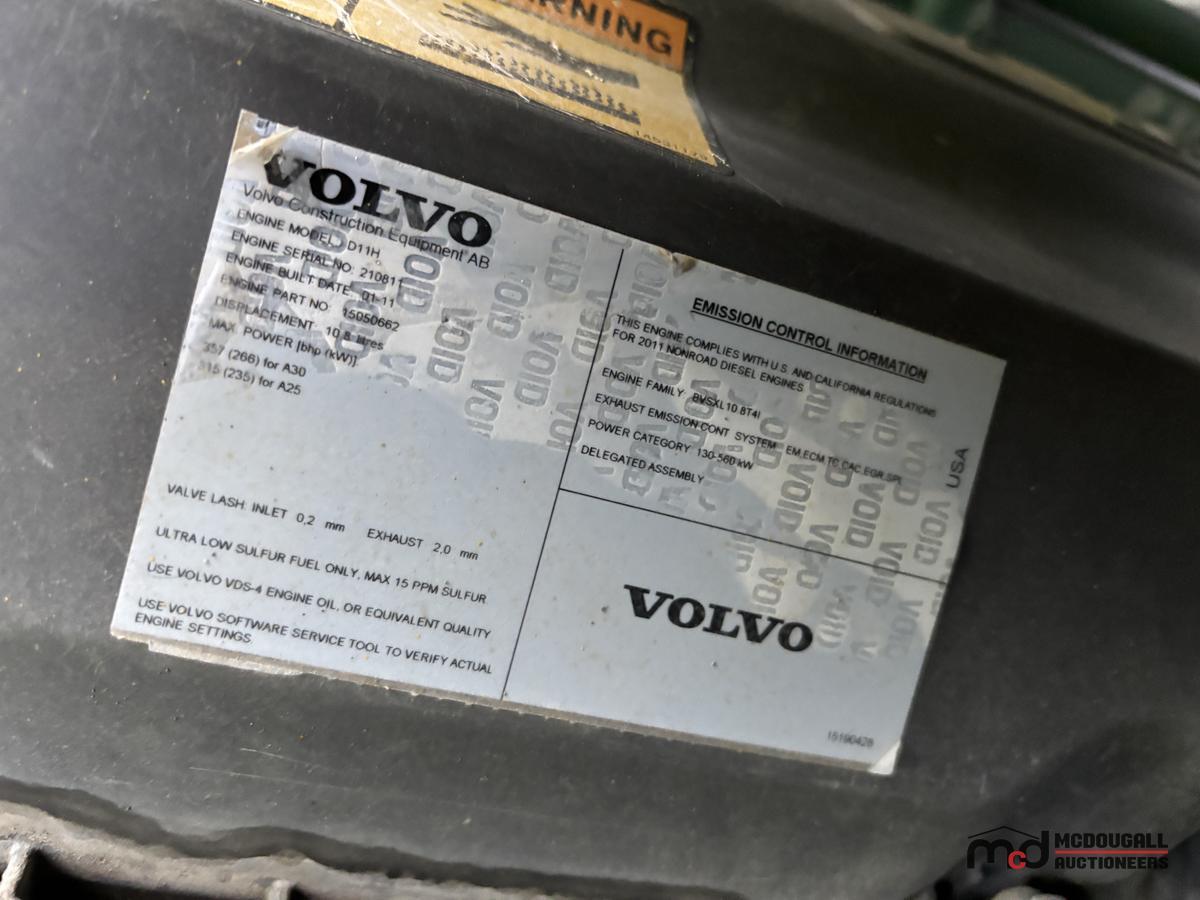 WARNING
14531179
VOLVO
Volvo Construction Equipment AB
ENGINE MODEL: D11H
ENGINE SERIAL NO: 210811
ENGINE BUILT DATE: 01-11
ENGINE PART NO 15050662
DISPLACEMENT 10.8 litres
MAX POWER [bhp (kW)]
357 (266) for A30
315 (235) for A25
VALVE LASH: INLET 0,2 mm EXHAUST 2,0 mm
ULTRA LOW SULFUR FUEL ONLY, MAX 15 PPM SULFUR
USE VOLVO VDS-4 ENGINE OIL, OR EQUIVALENT QUALITY
USE VOLVO SOFTWARE SERVICE TOOL TO VERIFY ACTUAL
ENGINE SETTINGS
EMISSION CONTROL INFORMATION
THIS ENGINE COMPLIES WITH U.S. AND CALIFORNIA REGULATIONS
FOR 2011 NONROAD DIESEL ENGINES
ENGINE FAMILY: BVSXL10.8T4I
EXHAUST EMISSION CONT SYSTEM EM,ECM,TC,CAC,EGR,SPL
POWER CATEGORY 130-560 kW
DELEGATED ASSEMBLY
USA
VOLVO
15190428
VOID
mcd MCDOUGALL
AUCTIONEERS